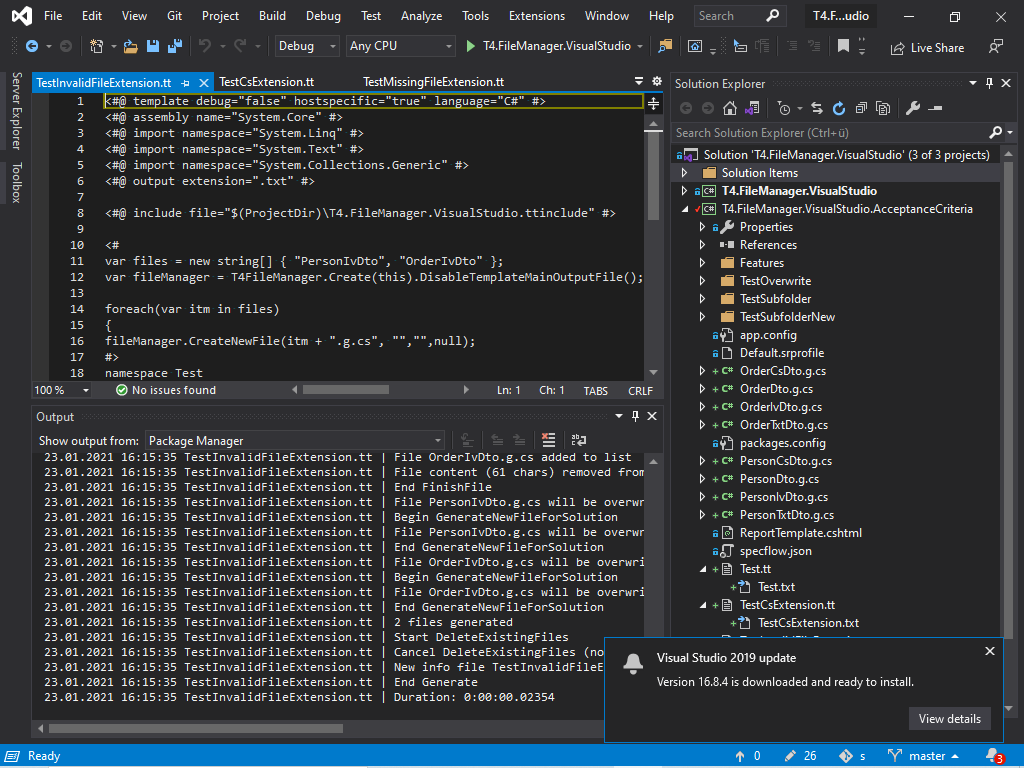 File Edit View Git Project Build Debug Test Analyze Tools Extensions Window Help Search T4.F...udio
Debug Any CPU T4.FileManager.VisualStudio Live Share
Server Explorer
Toolbox
TestInvalidFileExtension.tt TestCsExtension.tt TestMissingFileExtension.tt
1 <#@ template debug="false" hostspecific="true" language="C#" #>
2 <#@ assembly name="System.Core" #>
3 <#@ import namespace="System.Linq" #>
4 <#@ import namespace="System.Text" #>
5 <#@ import namespace="System.Collections.Generic" #>
6 <#@ output extension=".txt" #>
7
8 <#@ include file="$(ProjectDir)\T4.FileManager.VisualStudio.ttinclude" #>
9
10 <#
11 var files = new string[] { "PersonIvDto", "OrderIvDto" };
12 var fileManager = T4FileManager.Create(this).DisableTemplateMainOutputFile();
13
14 foreach(var itm in files)
15 {
16 fileManager.CreateNewFile(itm + ".g.cs", "","",null);
17 #>
18 namespace Test
100 % No issues found Ln: 1 Ch: 1 TABS CRLF
Output
Show output from: Package Manager
23.01.2021 16:15:35 TestInvalidFileExtension.tt | File OrderIvDto.g.cs added to list
23.01.2021 16:15:35 TestInvalidFileExtension.tt | File content (61 chars) removed from
23.01.2021 16:15:35 TestInvalidFileExtension.tt | End FinishFile
23.01.2021 16:15:35 TestInvalidFileExtension.tt | File PersonIvDto.g.cs will be overwr
23.01.2021 16:15:35 TestInvalidFileExtension.tt | Begin GenerateNewFileForSolution
23.01.2021 16:15:35 TestInvalidFileExtension.tt | File PersonIvDto.g.cs will be overwr
23.01.2021 16:15:35 TestInvalidFileExtension.tt | End GenerateNewFileForSolution
23.01.2021 16:15:35 TestInvalidFileExtension.tt | File OrderIvDto.g.cs will be overwri
23.01.2021 16:15:35 TestInvalidFileExtension.tt | Begin GenerateNewFileForSolution
23.01.2021 16:15:35 TestInvalidFileExtension.tt | File OrderIvDto.g.cs will be overwri
23.01.2021 16:15:35 TestInvalidFileExtension.tt | End GenerateNewFileForSolution
23.01.2021 16:15:35 TestInvalidFileExtension.tt | 2 files generated
23.01.2021 16:15:35 TestInvalidFileExtension.tt | Start DeleteExistingFiles
23.01.2021 16:15:35 TestInvalidFileExtension.tt | Cancel DeleteExistingFiles (no
23.01.2021 16:15:35 TestInvalidFileExtension.tt | New info file TestInvalidFileE
23.01.2021 16:15:35 TestInvalidFileExtension.tt | End Generate
23.01.2021 16:15:35 TestInvalidFileExtension.tt | Duration: 0:00:00.02354
Solution Explorer
Search Solution Explorer (Ctrl+ü)
Solution 'T4.FileManager.VisualStudio' (3 of 3 projects)
Solution Items
C# T4.FileManager.VisualStudio
C# T4.FileManager.VisualStudio.AcceptanceCriteria
Properties
References
Features
TestOverwrite
TestSubfolder
TestSubfolderNew
app.config
Default.srprofile
C# OrderCsDto.g.cs
C# OrderDto.g.cs
C# OrderIvDto.g.cs
C# OrderTxtDto.g.cs
packages.config
C# PersonCsDto.g.cs
C# PersonDto.g.cs
C# PersonIvDto.g.cs
C# PersonTxtDto.g.cs
ReportTemplate.cshtml
specflow.json
Test.tt
Test.txt
TestCsExtension.tt
TestCsExtension.txt
Visual Studio 2019 update
Version 16.8.4 is downloaded and ready to install.
View details
Ready 0 26 s master 3